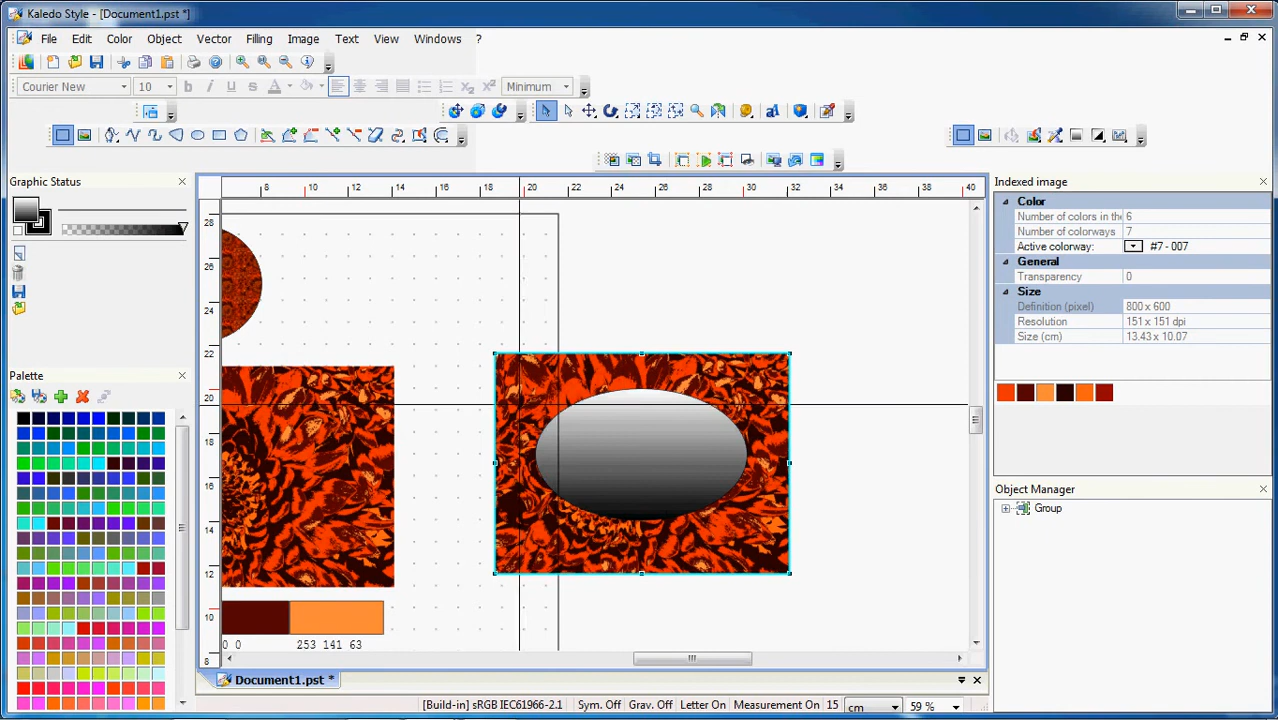 Kaledo Style - [Document1.pst *]
File Edit Color Object Vector Filling Image Text View Windows ?
Courier New 10 Minimum
Graphic Status
Palette
6 8 10 12 14 16 18 20 22 24 26 28 30 32 34 36 38 40
28
26
24
22
20
18
16
14
12
10
8
0 0 253 141 63
Document1.pst *
Indexed image
Color
Number of colors in the 6
Number of colorways 7
Active colorway: #7 - 007
General
Transparency 0
Size
Definition (pixel) 800 x 600
Resolution 151 x 151 dpi
Size (cm) 13.43 x 10.07
Object Manager
Group
[Build-in] sRGB IEC61966-2.1 Sym. Off Grav. Off Letter On Measurement On 15 cm 59 %